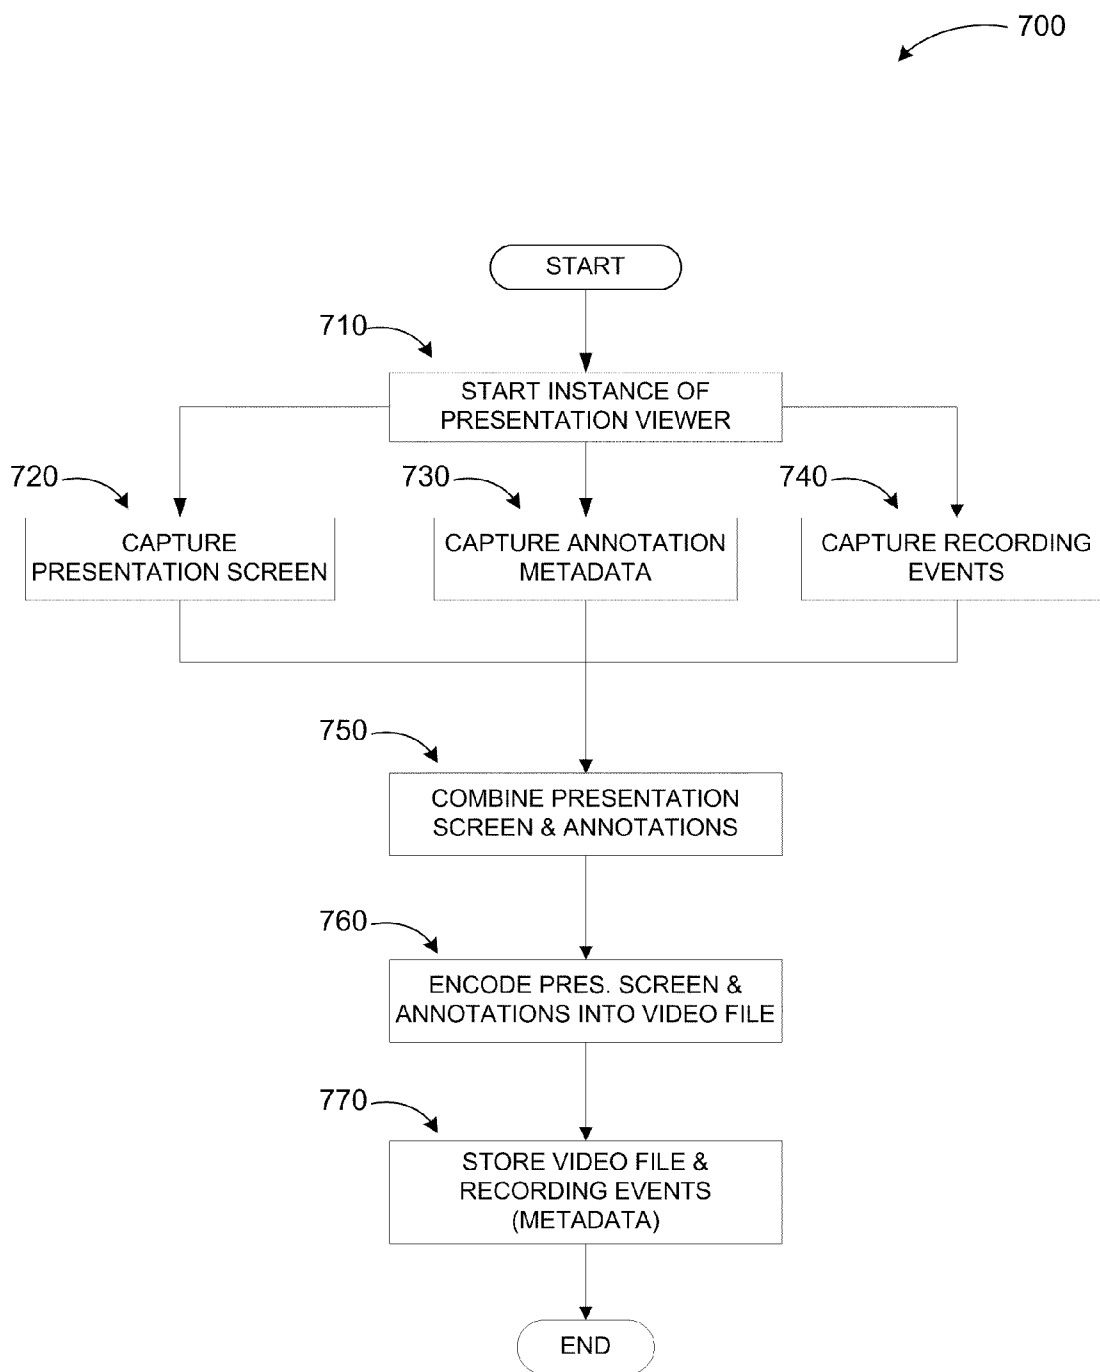 700
START
710
START INSTANCE OF
PRESENTATION VIEWER
720
730
740
CAPTURE
PRESENTATION SCREEN
CAPTURE ANNOTATION
METADATA
CAPTURE RECORDING
EVENTS
750
COMBINE PRESENTATION
SCREEN & ANNOTATIONS
760
ENCODE PRES. SCREEN &
ANNOTATIONS INTO VIDEO FILE
770
STORE VIDEO FILE &
RECORDING EVENTS
(METADATA)
END